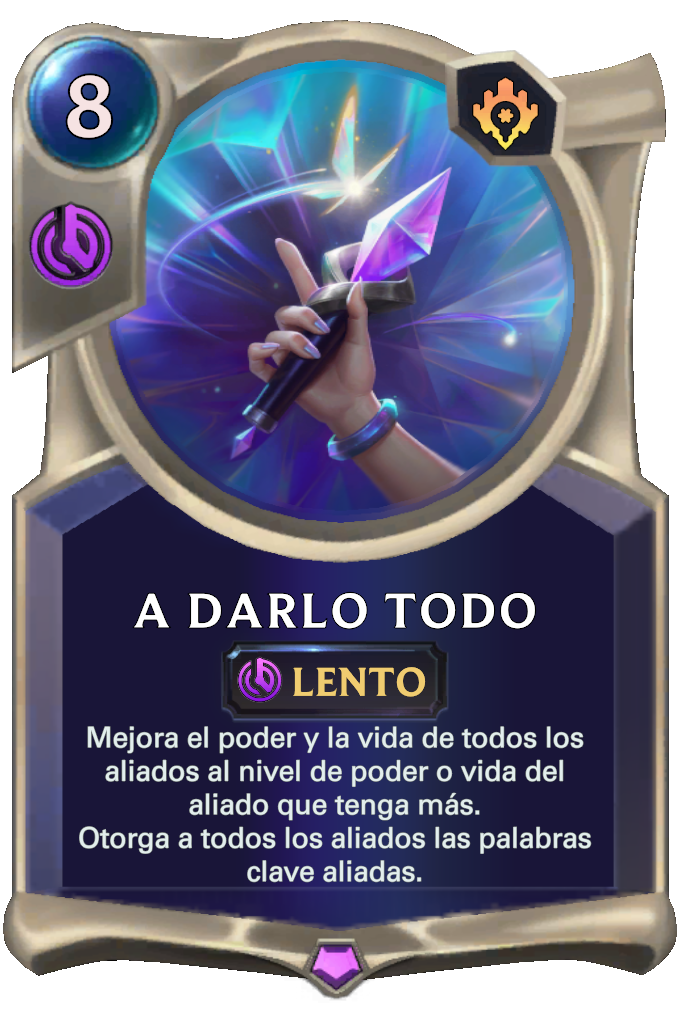 8
A DARLO TODO
LENTO
Mejora el poder y la vida de todos los
aliados al nivel de poder o vida del
aliado que tenga más.
Otorga a todos los aliados las palabras
clave aliadas.